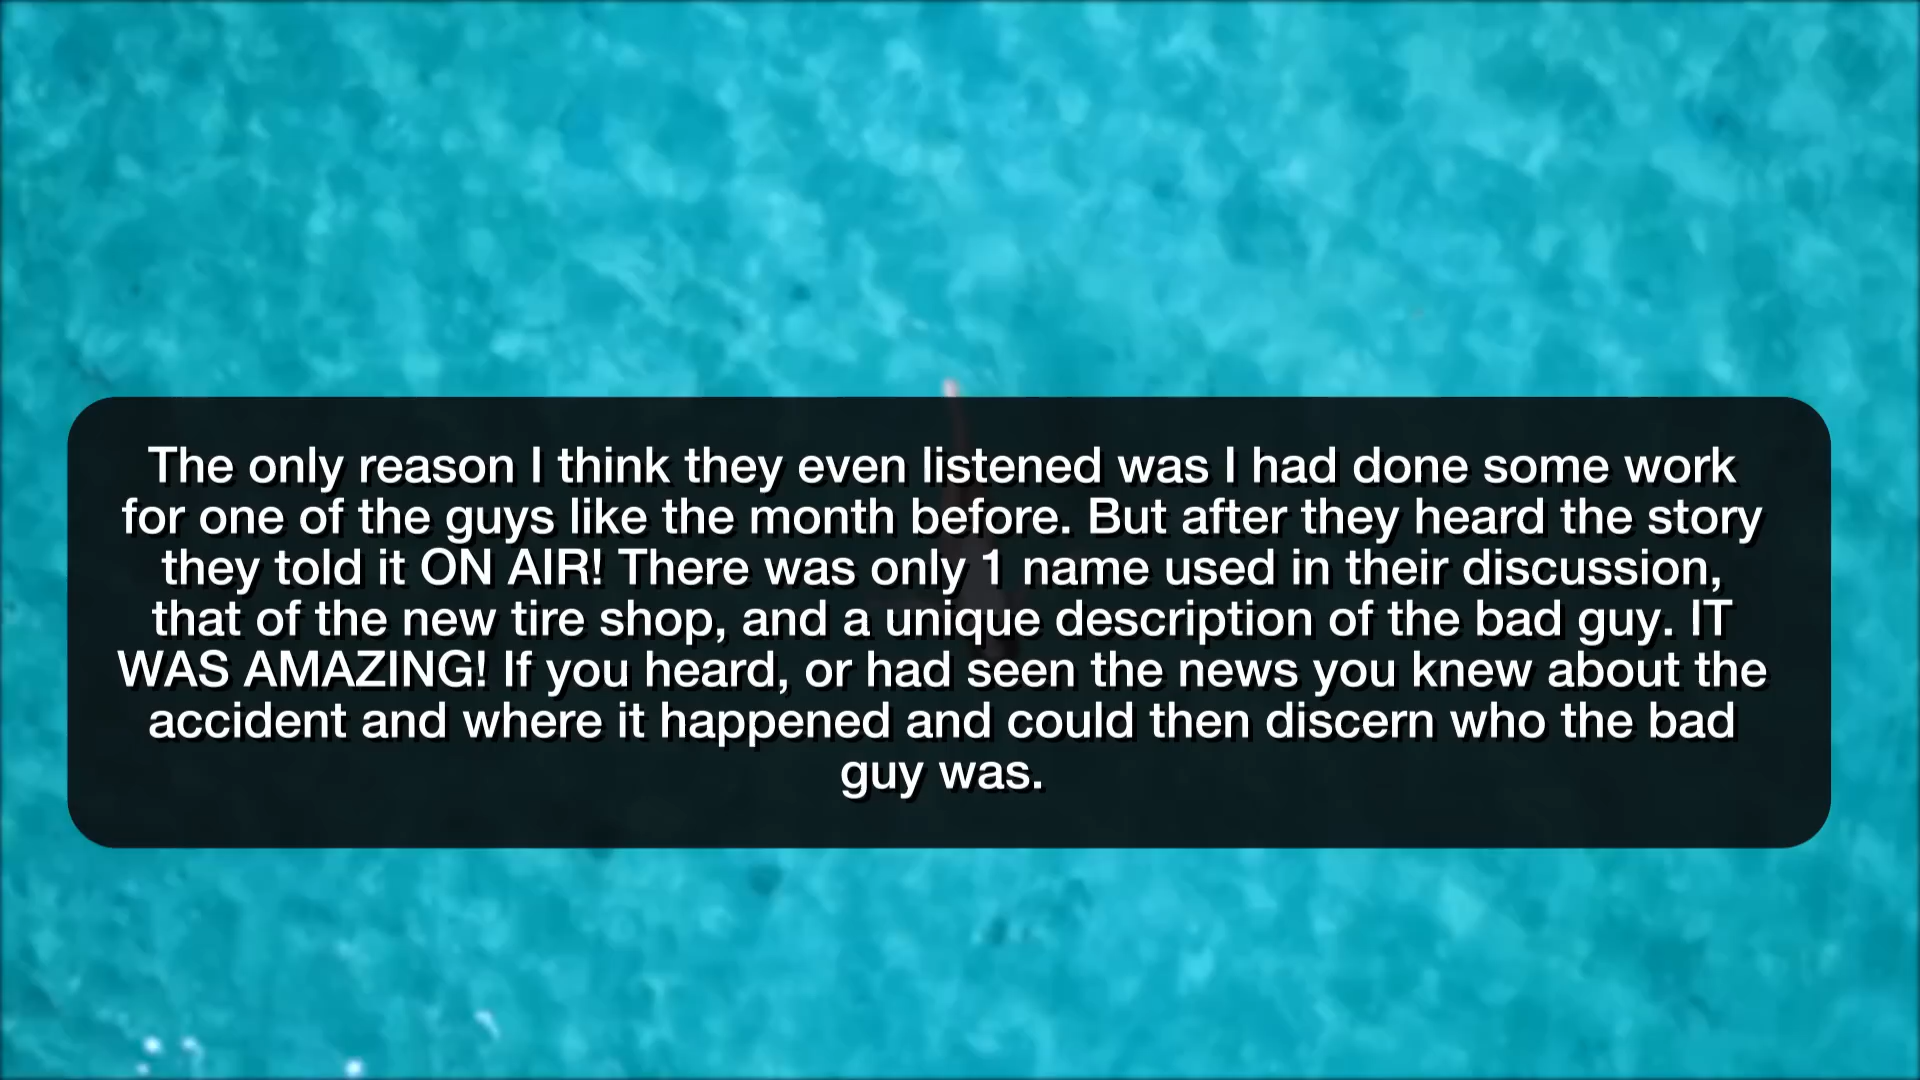 The only reason I think they even listened was I had done some work
for one of the guys like the month before. But after they heard the story
they told it ON AIR! There was only 1 name used in their discussion,
that of the new tire shop, and a unique description of the bad guy. IT
WAS AMAZING! If you heard, or had seen the news you knew about the
accident and where it happened and could then discern who the bad
guy was.